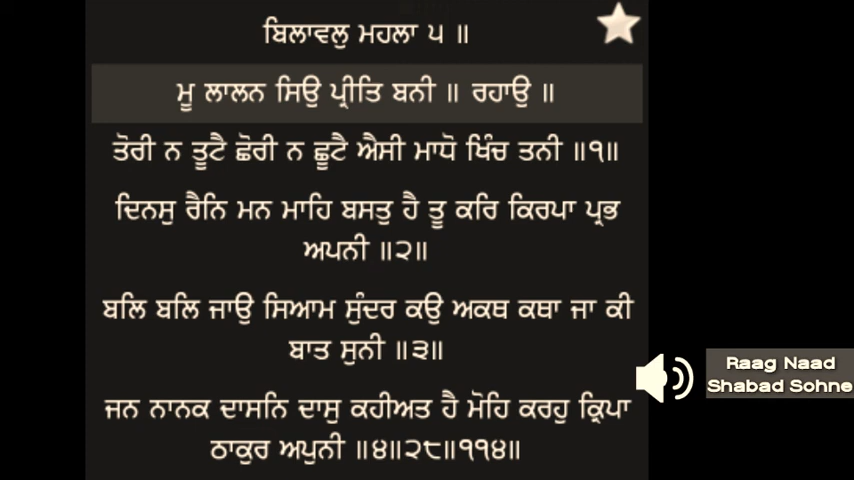 ਬਿਲਾਵਲੁ ਮਹਲਾ ੫ ॥
ਮੂ ਲਾਲਨ ਸਿਉ ਪ੍ਰੀਤਿ ਬਨੀ ॥ ਰਹਾਉ ॥
ਤੋਰੀ ਨ ਤੂਟੈ ਛੋਰੀ ਨ ਛੂਟੈ ਐਸੀ ਮਾਧੋ ਖਿੰਚ ਤਨੀ ॥੧॥
ਦਿਨਸੁ ਰੈਨਿ ਮਨ ਮਾਹਿ ਬਸਤੁ ਹੈ ਤੂ ਕਰਿ ਕਿਰਪਾ ਪ੍ਰਭ
ਅਪਨੀ ॥੨॥
ਬਲਿ ਬਲਿ ਜਾਉ ਸਿਆਮ ਸੁੰਦਰ ਕਉ ਅਕਥ ਕਥਾ ਜਾ ਕੀ
ਬਾਤ ਸੁਨੀ ॥੩॥
ਜਨ ਨਾਨਕ ਦਾਸਨਿ ਦਾਸੁ ਕਹੀਅਤ ਹੈ ਮੋਹਿ ਕਰਹੁ ਕ੍ਰਿਪਾ
ਠਾਕੁਰ ਅਪੁਨੀ ॥੪॥੨੮॥੧੧੪॥
Raag Naad
Shabad Sohne